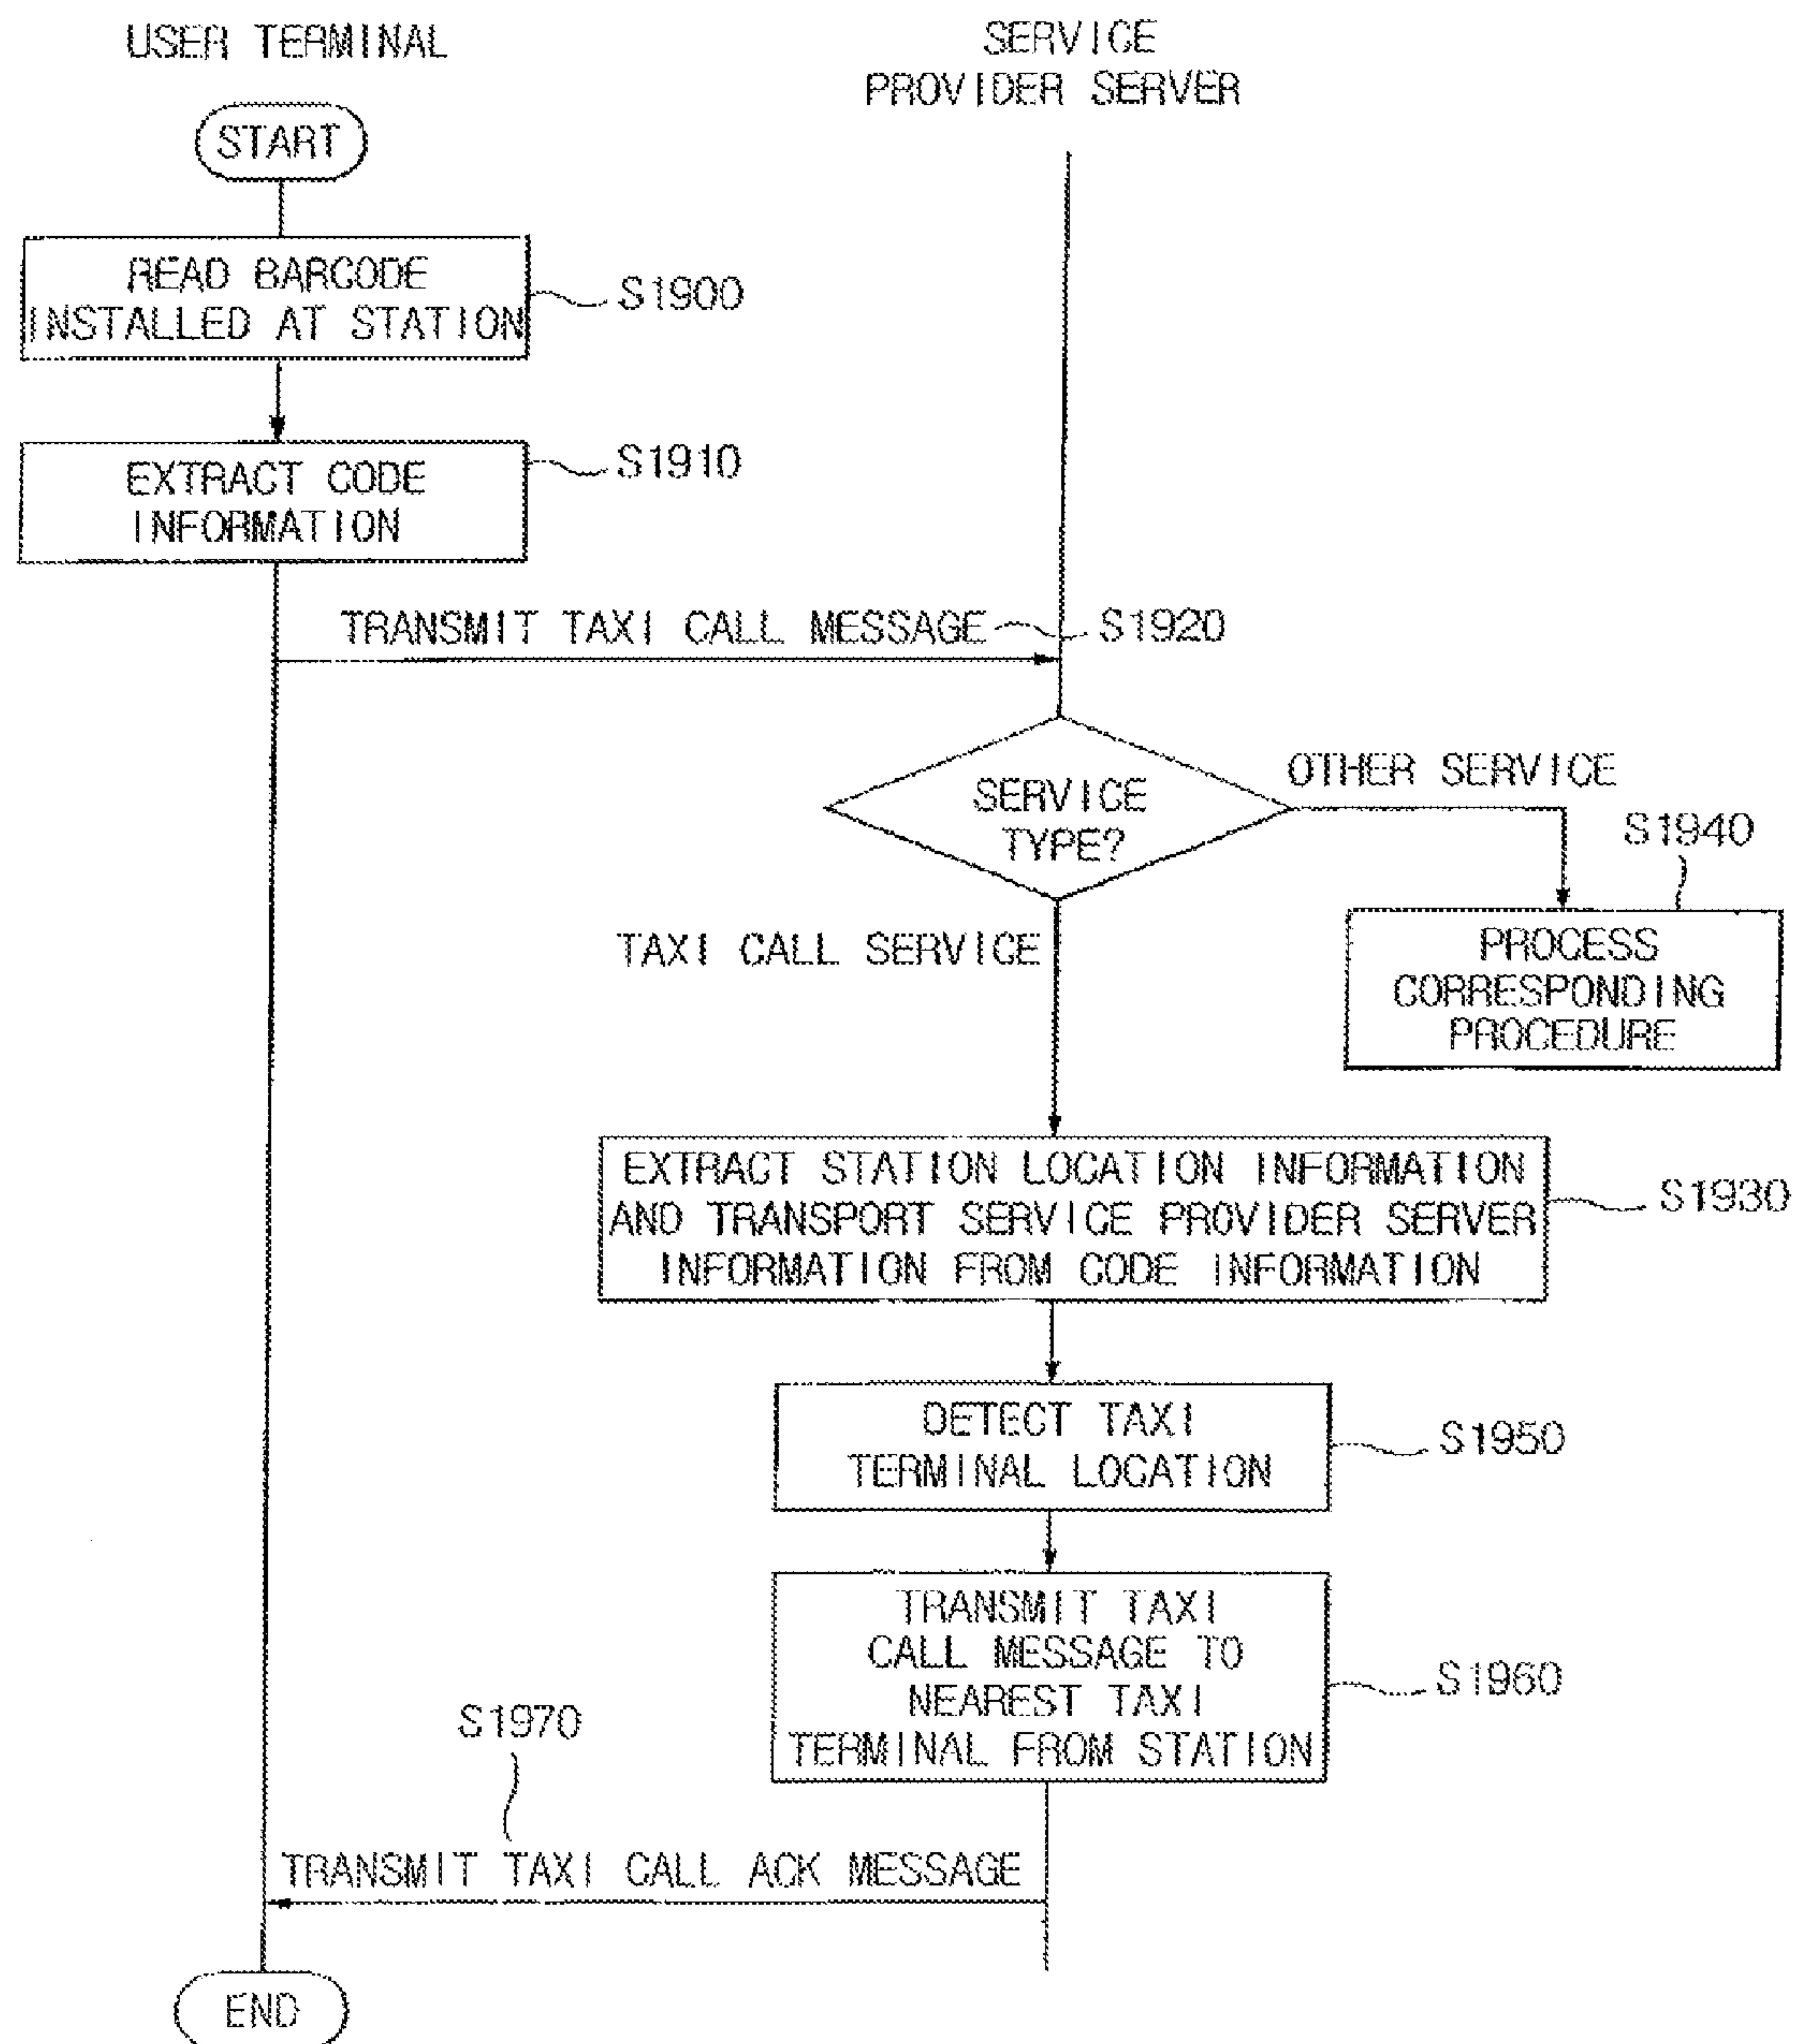 USER TERMINAL
SERVICE
PROVIDER SERVER
START
READ BARCODE
INSTALLED AT STATION
S1900
EXTRACT CODE
INFORMATION
S1910
TRANSMIT TAXI CALL MESSAGE
S1920
SERVICE
TYPE?
OTHER SERVICE
S1940
PROCESS
CORRESPONDING
PROCEDURE
TAXI CALL SERVICE
EXTRACT STATION LOCATION INFORMATION
AND TRANSPORT SERVICE PROVIDER SERVER
INFORMATION FROM CODE INFORMATION
S1930
DETECT TAXI
TERMINAL LOCATION
S1950
TRANSMIT TAXI
CALL MESSAGE TO
NEAREST TAXI
TERMINAL FROM STATION
S1960
S1970
TRANSMIT TAXI CALL ACK MESSAGE
END